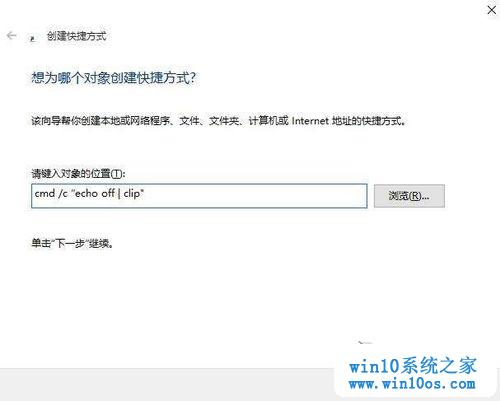 创建快捷方式
想为哪个对象创建快捷方式?
该向导帮你创建本地或网络程序、文件、文件夹、计算机或 Internet 地址的快捷方式。
请键入对象的位置(T):
cmd /c "echo off | clip"
浏览(R)...
单击"下一步"继续。
win10系统之家
www.win10os.com